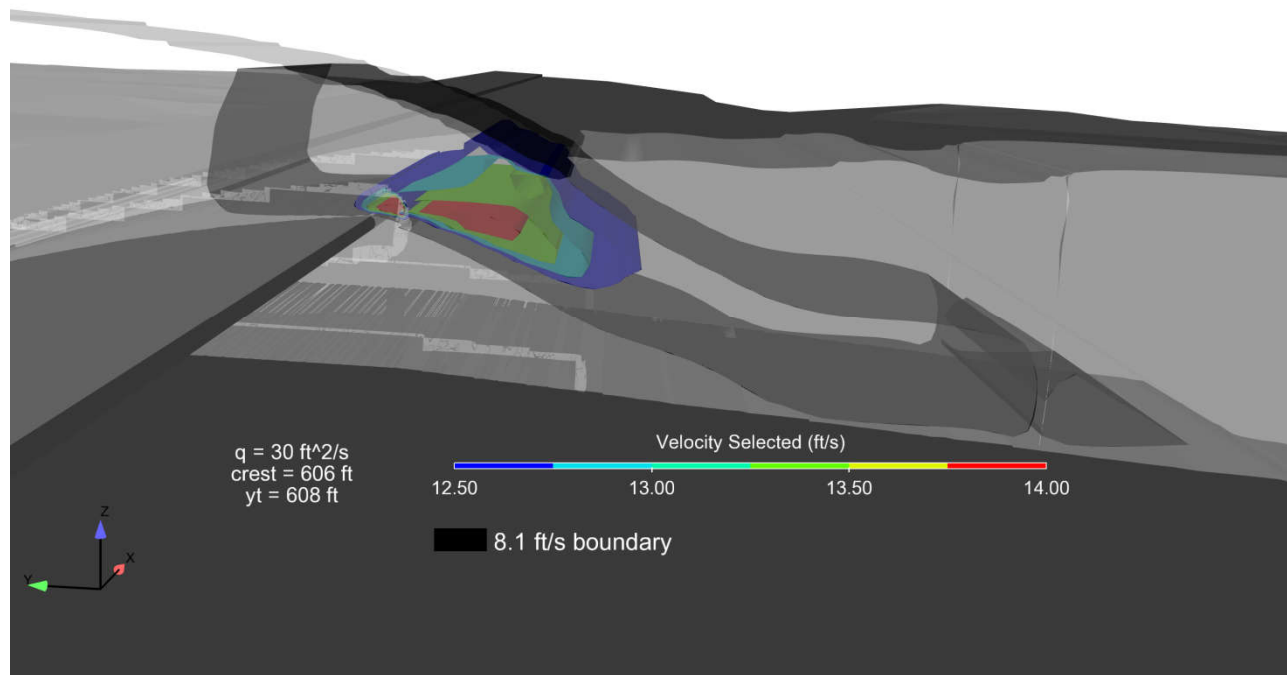 q = 30 ft^2/s
crest = 606 ft
yt = 608 ft
Velocity Selected (ft/s)
12.50 13.00 13.50 14.00
8.1 ft/s boundary
Z
X
Y